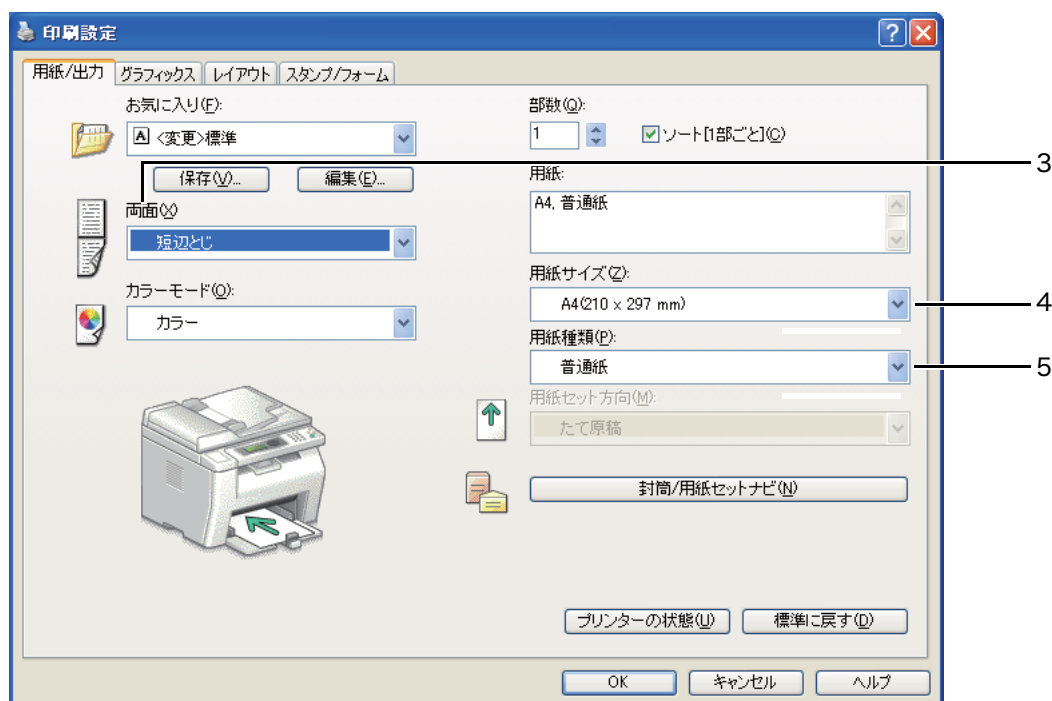 印刷設定
用紙/出力 グラフィックス レイアウト スタンプ/フォーム
お気に入り(F):
A <変更>標準
保存(V)... 編集(E)...
両面(X)
短辺とじ
カラーモード(O):
カラー
部数(Q):
1 ソート[1部ごと](C)
用紙:
A4, 普通紙
用紙サイズ(Z):
A4(210 x 297 mm)
用紙種類(P):
普通紙
用紙セット方向(M):
たて原稿
封筒/用紙セットナビ(N)
プリンターの状態(U) 標準に戻す(D)
OK キャンセル ヘルプ
3
4
5